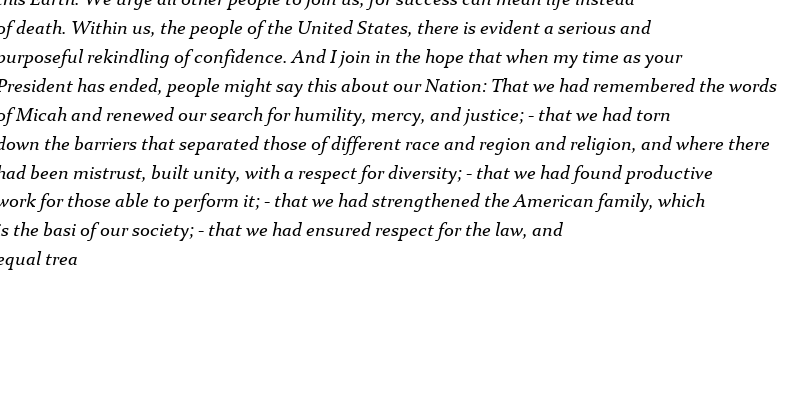 this Earth. We urge all other people to join us, for success can mean life instead
of death. Within us, the people of the United States, there is evident a serious and
purposeful rekindling of confidence. And I join in the hope that when my time as your
President has ended, people might say this about our Nation: That we had remembered the words
of Micah and renewed our search for humility, mercy, and justice; - that we had torn
down the barriers that separated those of different race and region and religion, and where there
had been mistrust, built unity, with a respect for diversity; - that we had found productive
work for those able to perform it; - that we had strengthened the American family, which
is the basi of our society; - that we had ensured respect for the law, and
equal trea